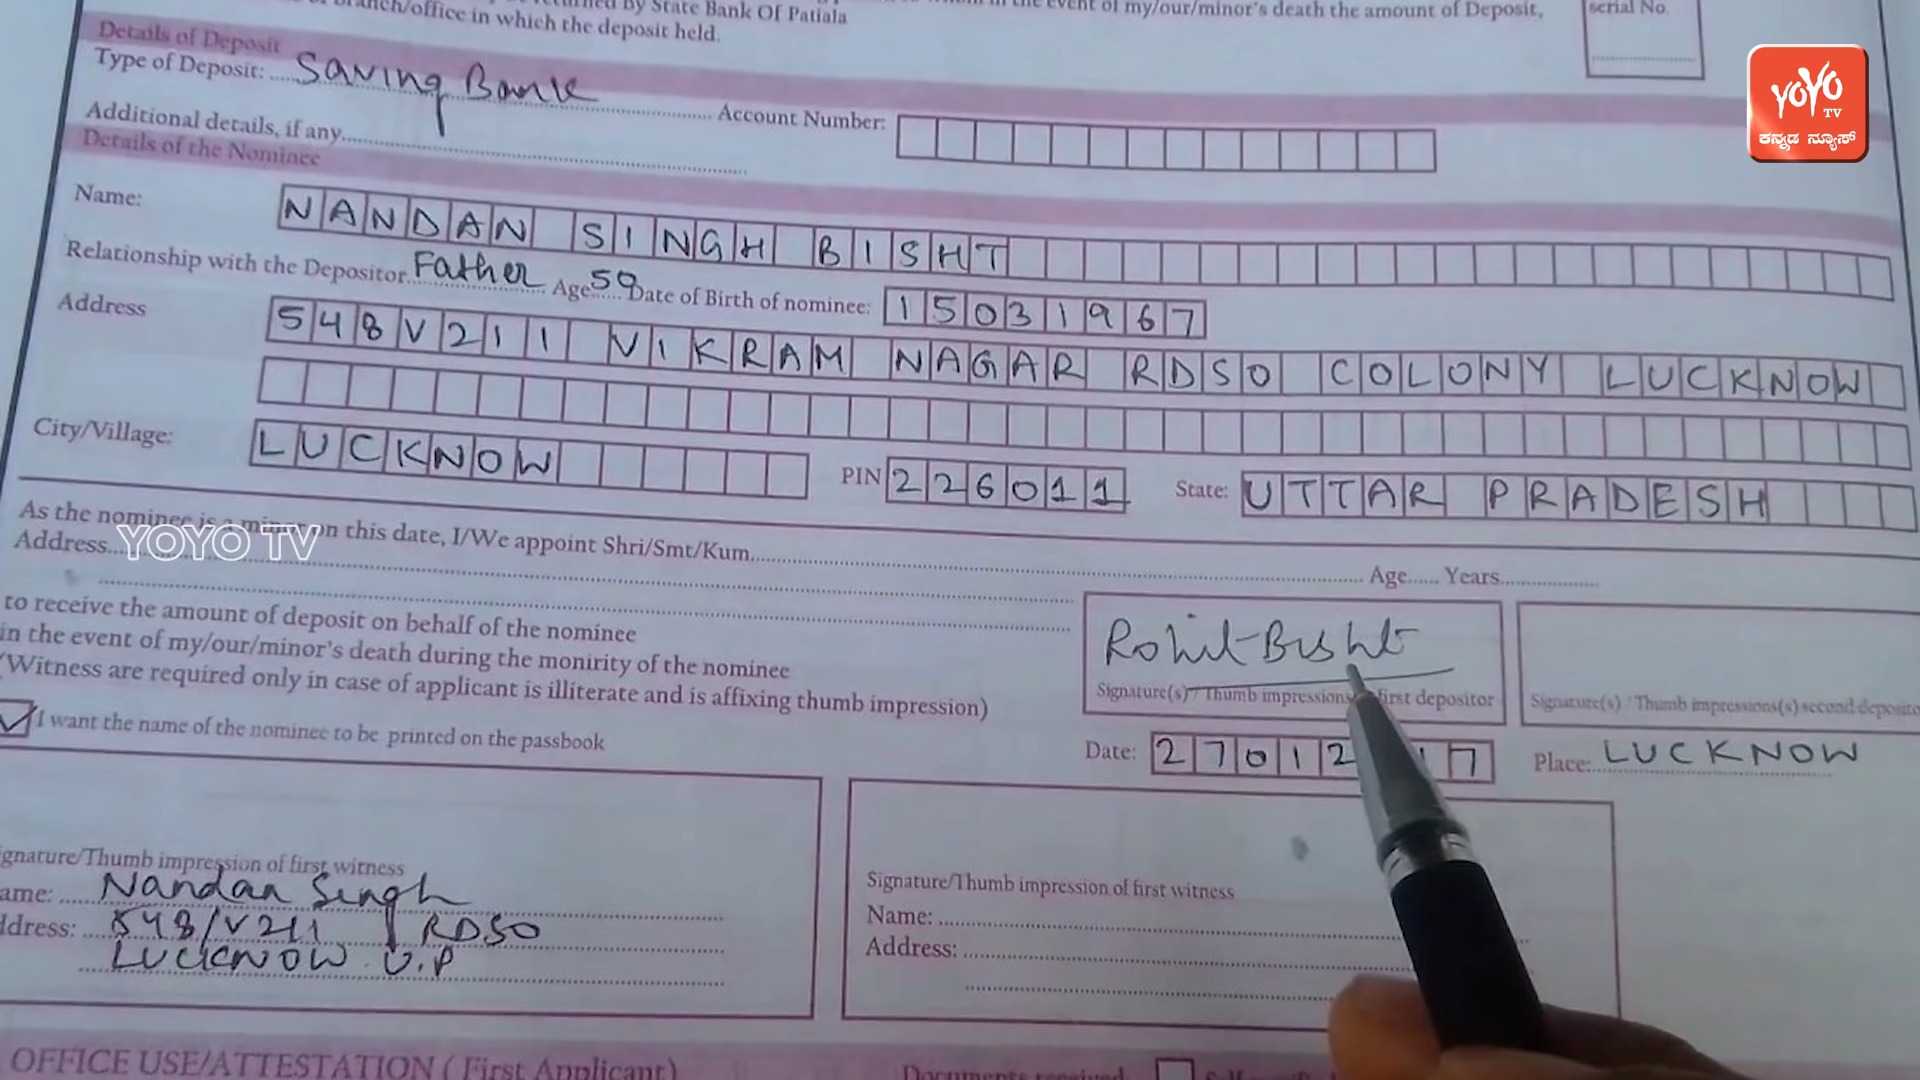 by State Bank Of Patiala
in the event of my/our/minor's death the amount of Deposit,
/office in which the deposit held.
serial No.
Details of Deposit
Type of Deposit: Saving Bank Account Number:
Additional details, if any
Details of the Nominee
Name: NANDAN SINGH BISHT
Relationship with the Depositor Father Age 50 Date of Birth of nominee: 15031967
Address 548V211 VIKRAM NAGAR RDSO COLONY LUCKNOW
City/Village: LUCKNOW PIN 226011 State: UTTAR PRADESH
As the nominee is a minor on this date, I/We appoint Shri/Smt/Kum. Age Years
Address
to receive the amount of deposit on behalf of the nominee
in the event of my/our/minor's death during the monirity of the nominee
(Witness are required only in case of applicant is illiterate and is affixing thumb impression)
I want the name of the nominee to be printed on the passbook
Rohit Bisht
Signature(s) / Thumb impressions first depositor
Signature(s) / Thumb impressions(s) second
Date: 27012 17 Place: LUCKNOW
Signature/Thumb impression of first witness
Name: Nandan Singh
Address: 548/V211 RDSO
LUCKNOW U.P
Signature/Thumb impression of first witness
Name:
Address:
OFFICE USE/ATTESTATION (First Applicant)
Documents received
YOYO TV
YOYO
TV
ಕನ್ನಡ ನ್ಯೂಸ್